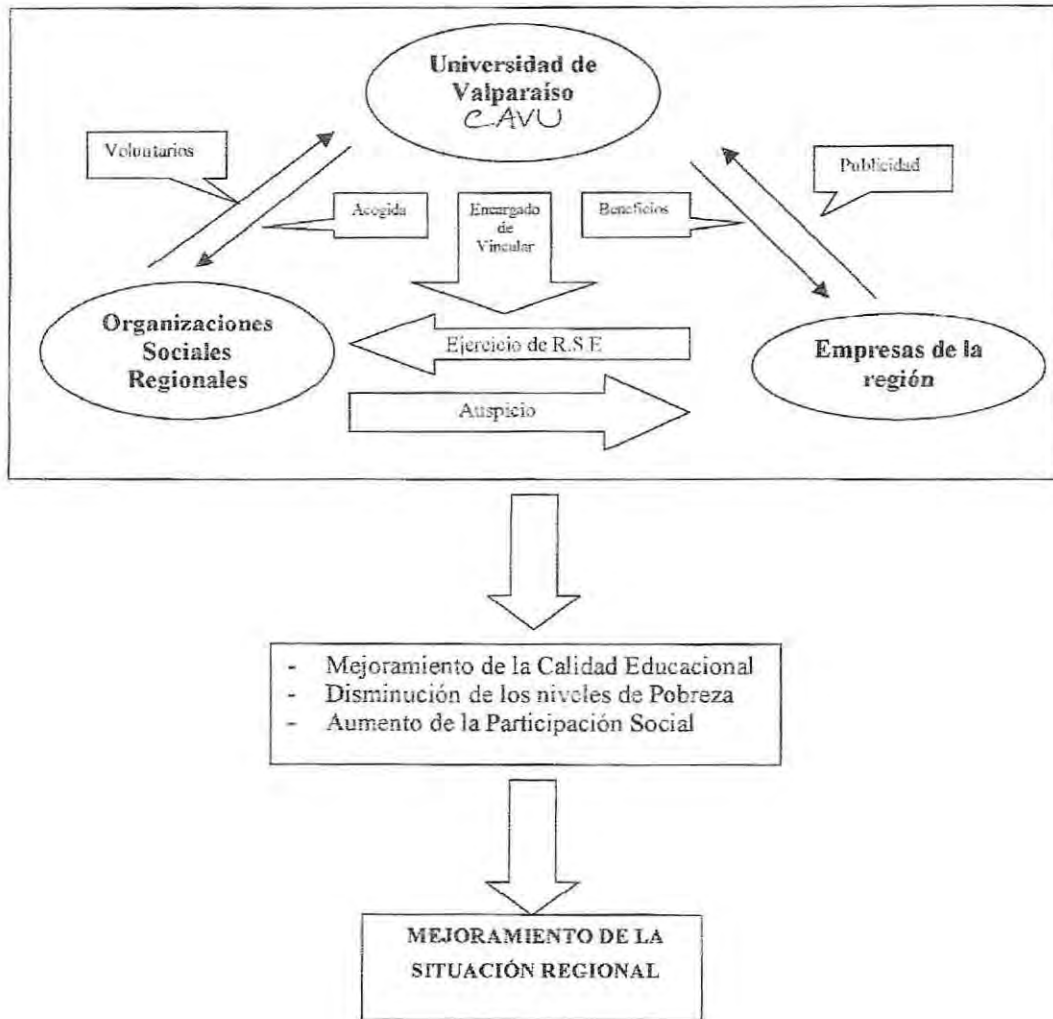 Universidad de
Valparaíso
CAVU
Voluntarios
Publicidad
Acogida
Encargado
de
Vincular
Beneficios
Organizaciones
Sociales
Regionales
Ejercicio de R.S.E
Empresas de la
región
Auspicio
- Mejoramiento de la Calidad Educacional
- Disminución de los niveles de Pobreza
- Aumento de la Participación Social
MEJORAMIENTO DE LA
SITUACIÓN REGIONAL